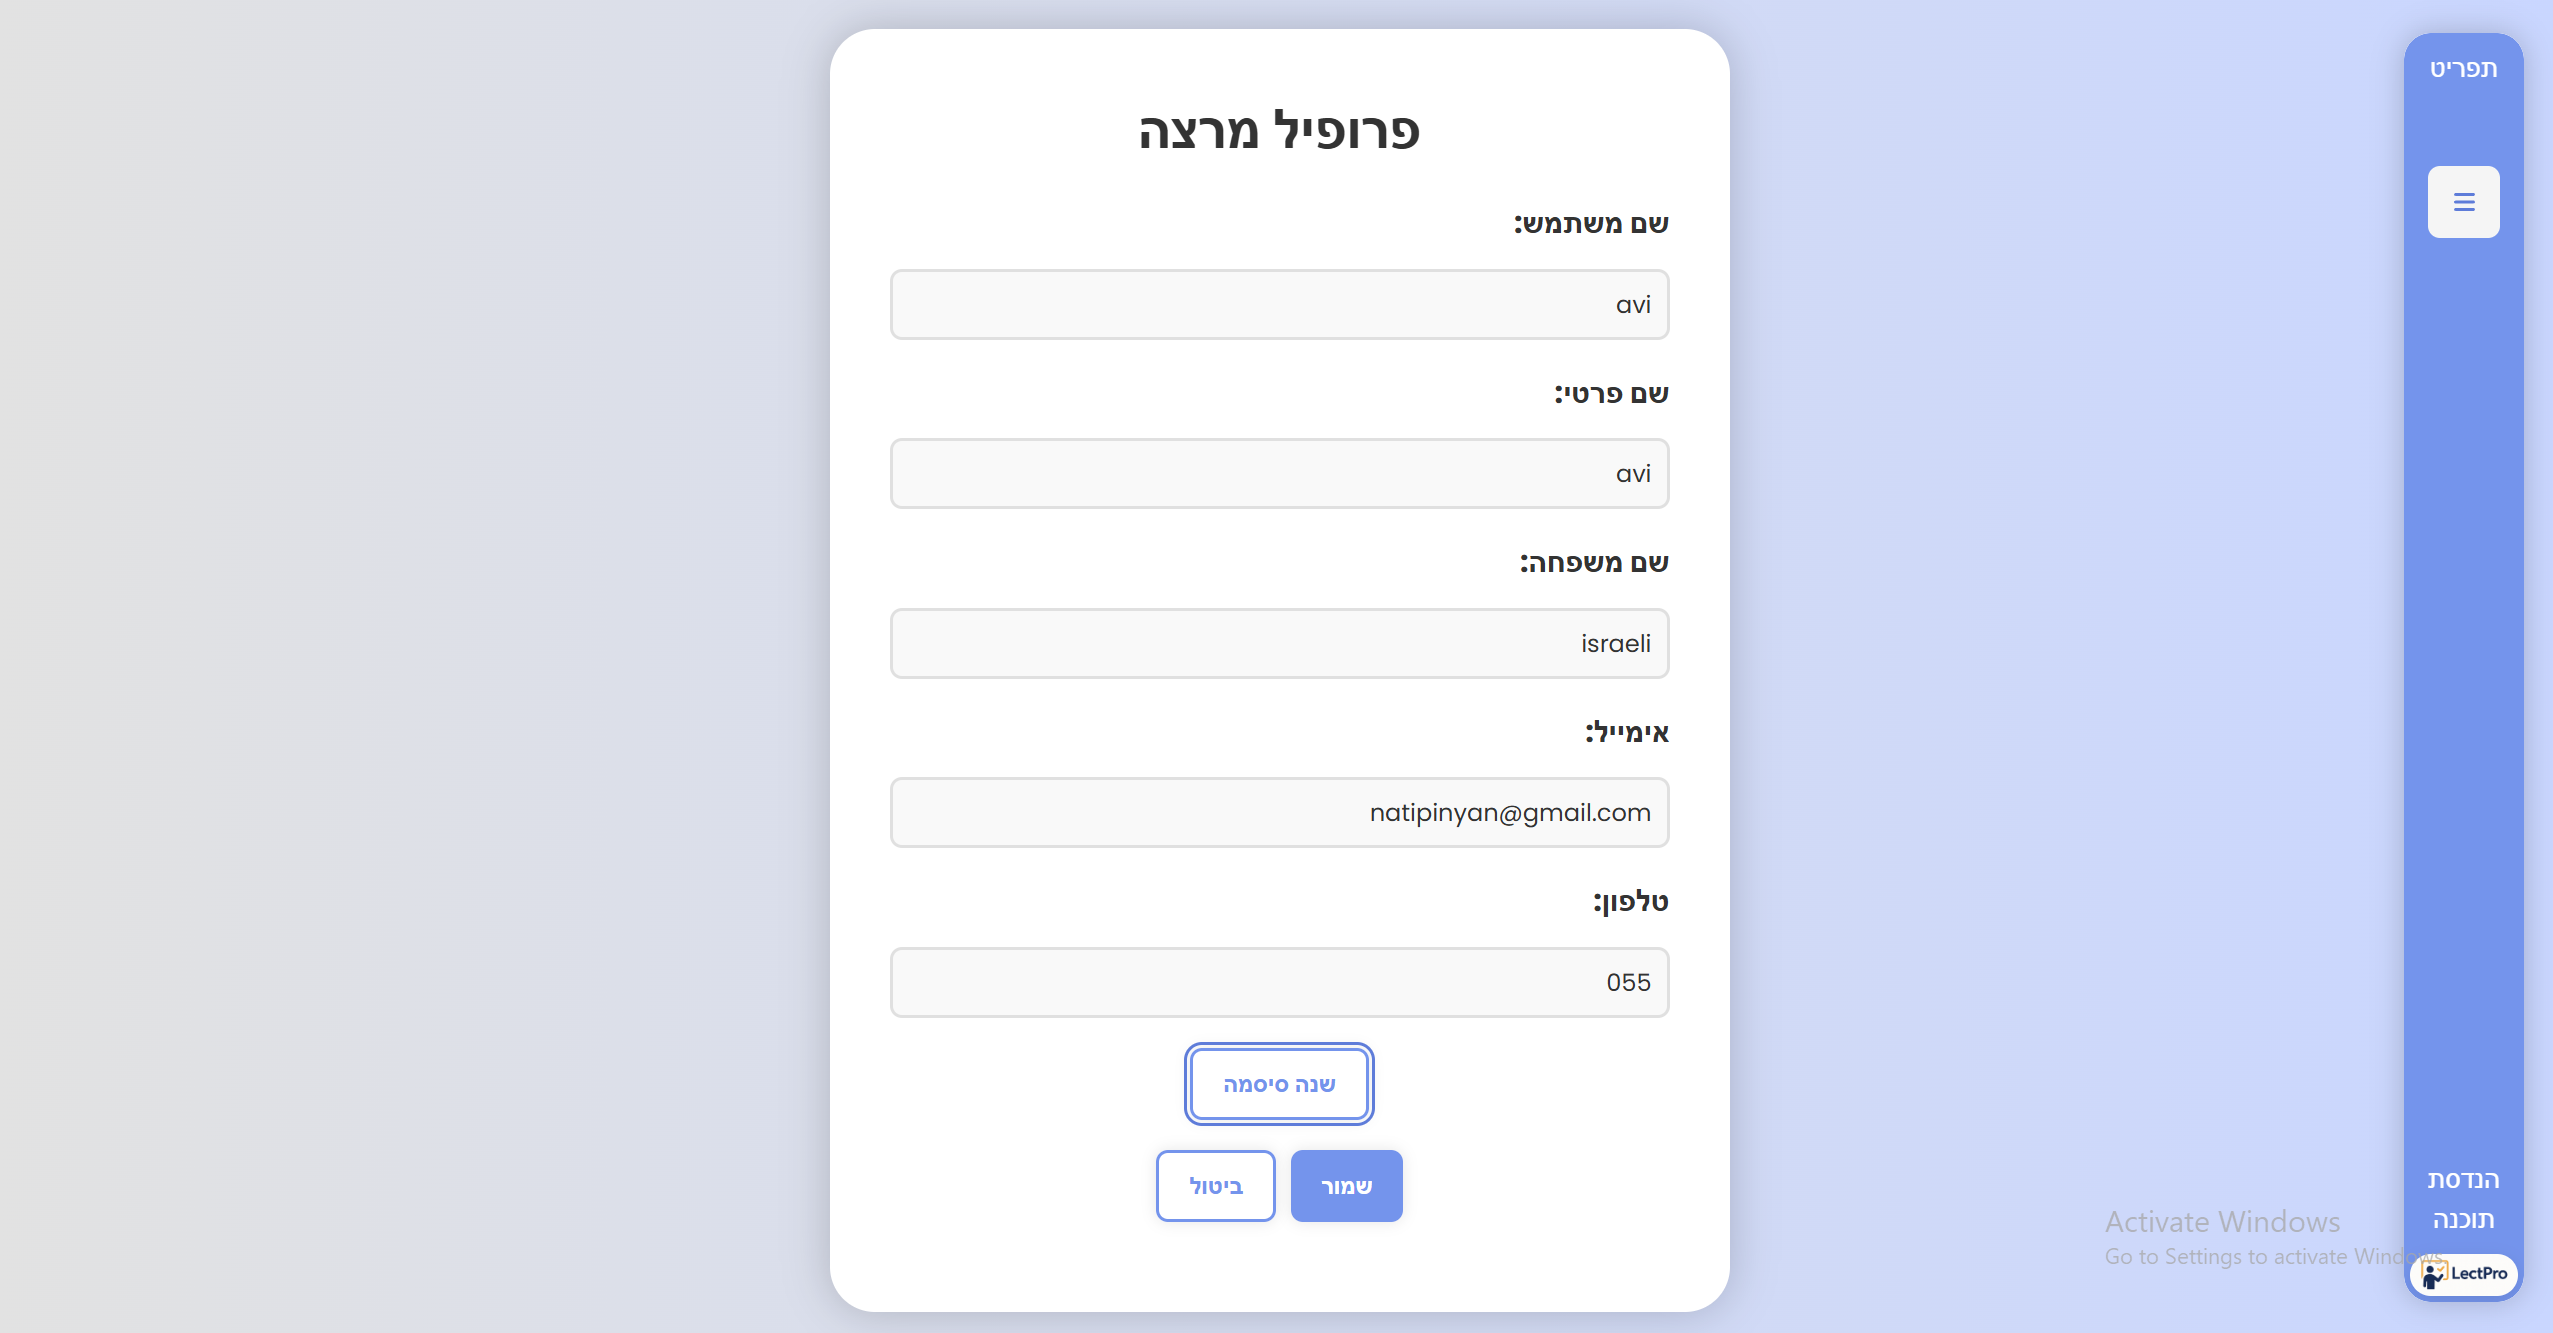 תפריט
פרופיל מרצה
שם משתמש:
avi
שם פרטי:
avi
שם משפחה:
israeli
אימייל:
natipinyan@gmail.com
טלפון:
055
שנה סיסמה
שמור
ביטול
הנדסת
תוכנה
LectPro
Activate Windows
Go to Settings to activate Windows.